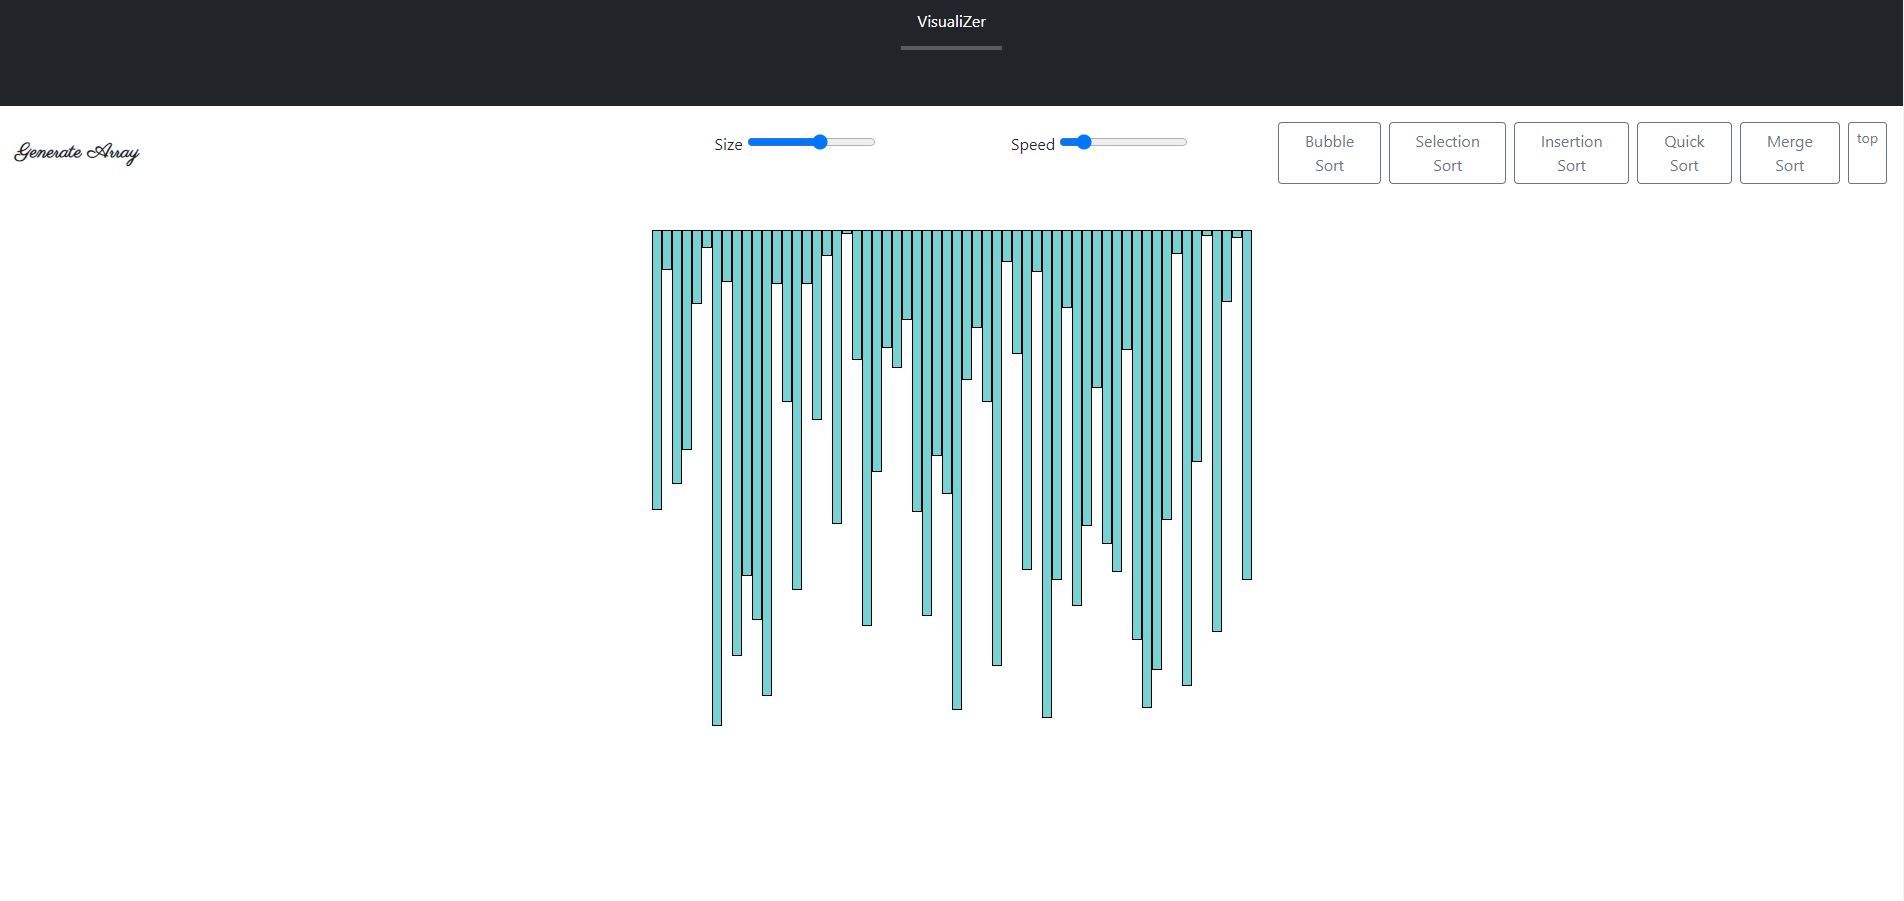 VisualiZer
Generate Array
Size
Speed
Bubble
Sort
Selection
Sort
Insertion
Sort
Quick
Sort
Merge
Sort
top